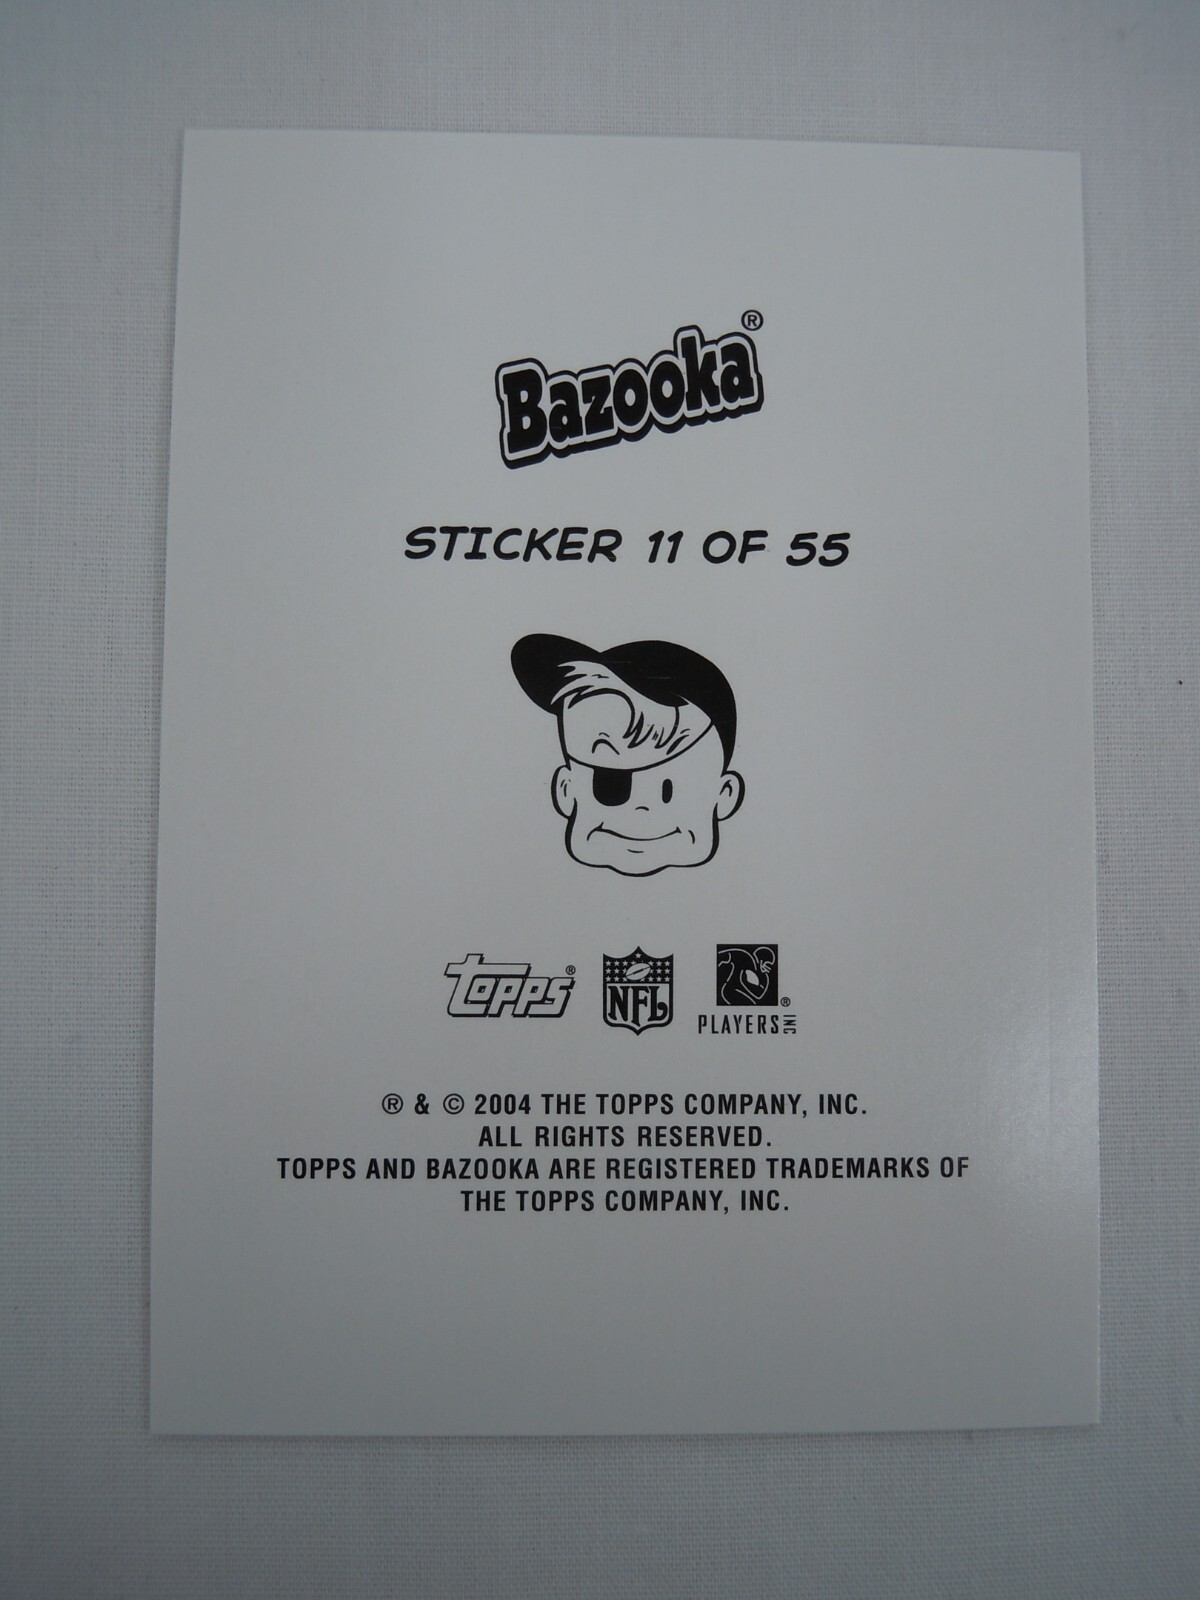 Bazooka®
STICKER 11 OF 55
Topps® NFL PLAYERS INC ®
® & © 2004 THE TOPPS COMPANY, INC.
ALL RIGHTS RESERVED.
TOPPS AND BAZOOKA ARE REGISTERED TRADEMARKS OF
THE TOPPS COMPANY, INC.